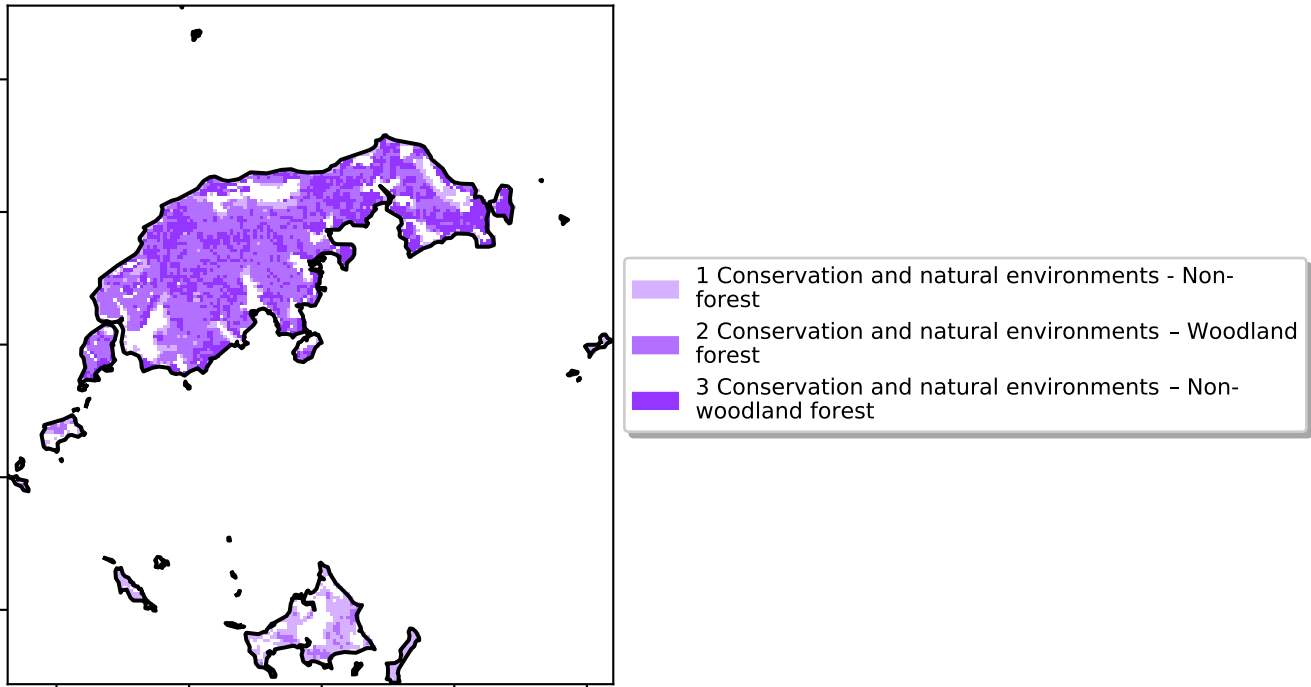 1 Conservation and natural environments - Non-
forest
2 Conservation and natural environments – Woodland
forest
3 Conservation and natural environments – Non-
woodland forest